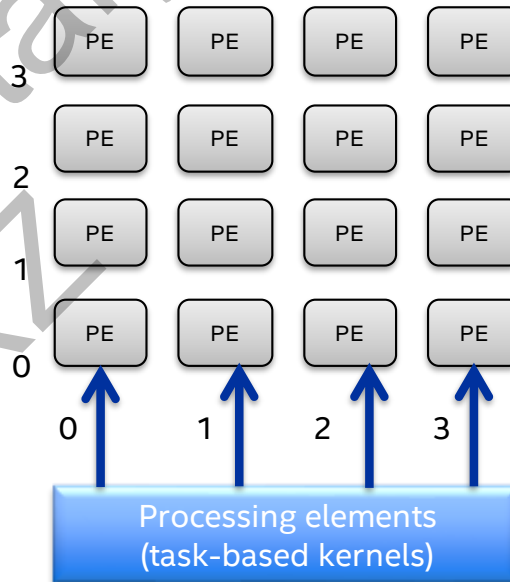 PE PE PE PE
3
PE PE PE PE
2
PE PE PE PE
1
PE PE PE PE
0
0 1 2 3
Processing elements
(task-based kernels)